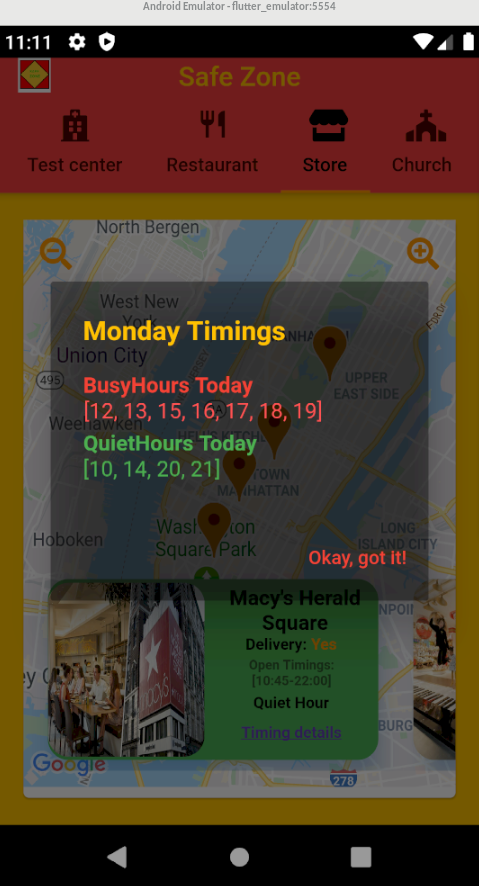 Android Emulator - flutter_emulator:5554
11:11
Safe Zone
Test center
Restaurant
Store
Church
North Bergen
West New
York
Union City
495
Weehawken
UPPER
EAST SIDE
Monday Timings
BusyHours Today
[12, 13, 15, 16, 17, 18, 19]
QuietHours Today
[10, 14, 20, 21]
MANHATTAN
Hoboken
Washington
Square Park
LONG
ISLAND CITY
Okay, got it!
Macy's Herald
Square
Delivery: Yes
Open Timings:
[10:45-22:00]
Quiet Hour
Timing details
Google
278